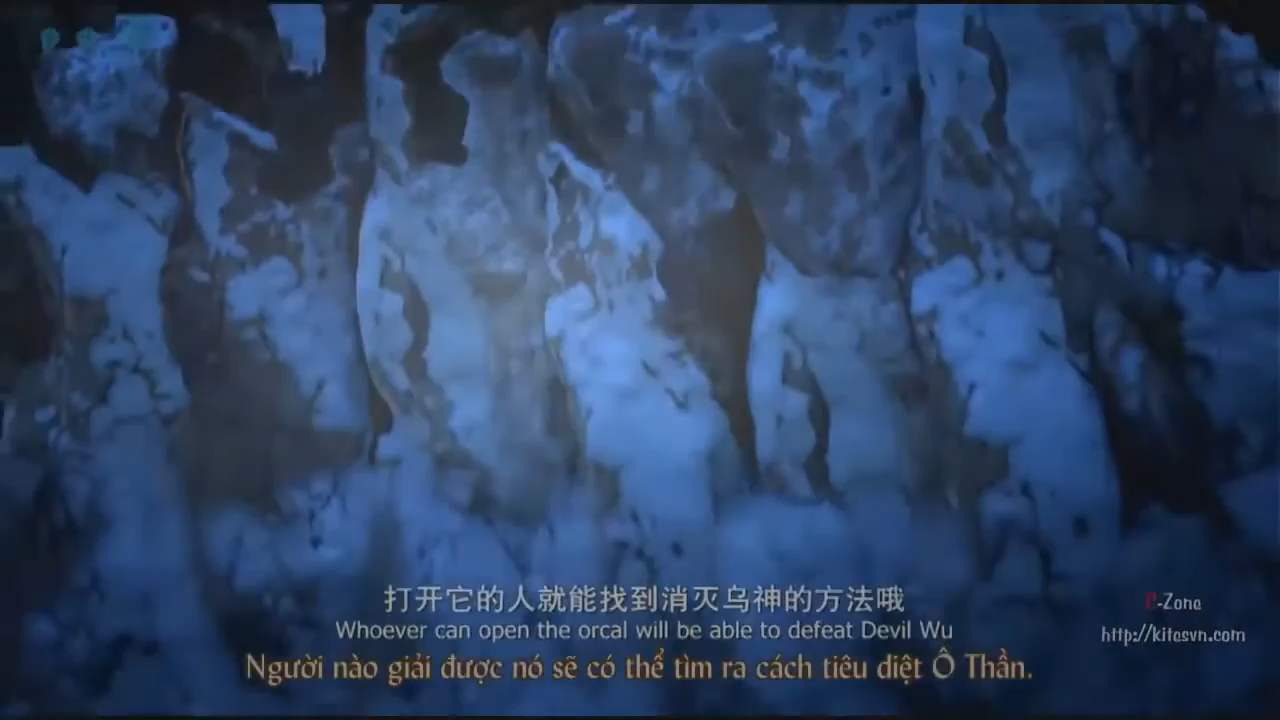 打开它的人就能找到消灭乌神的方法哦
Whoever can open the orcal will be able to defeat Devil Wu
Người nào giải được nó sẽ có thể tìm ra cách tiêu diệt Ô Thần.
C-Zone
http://kitesvn.com